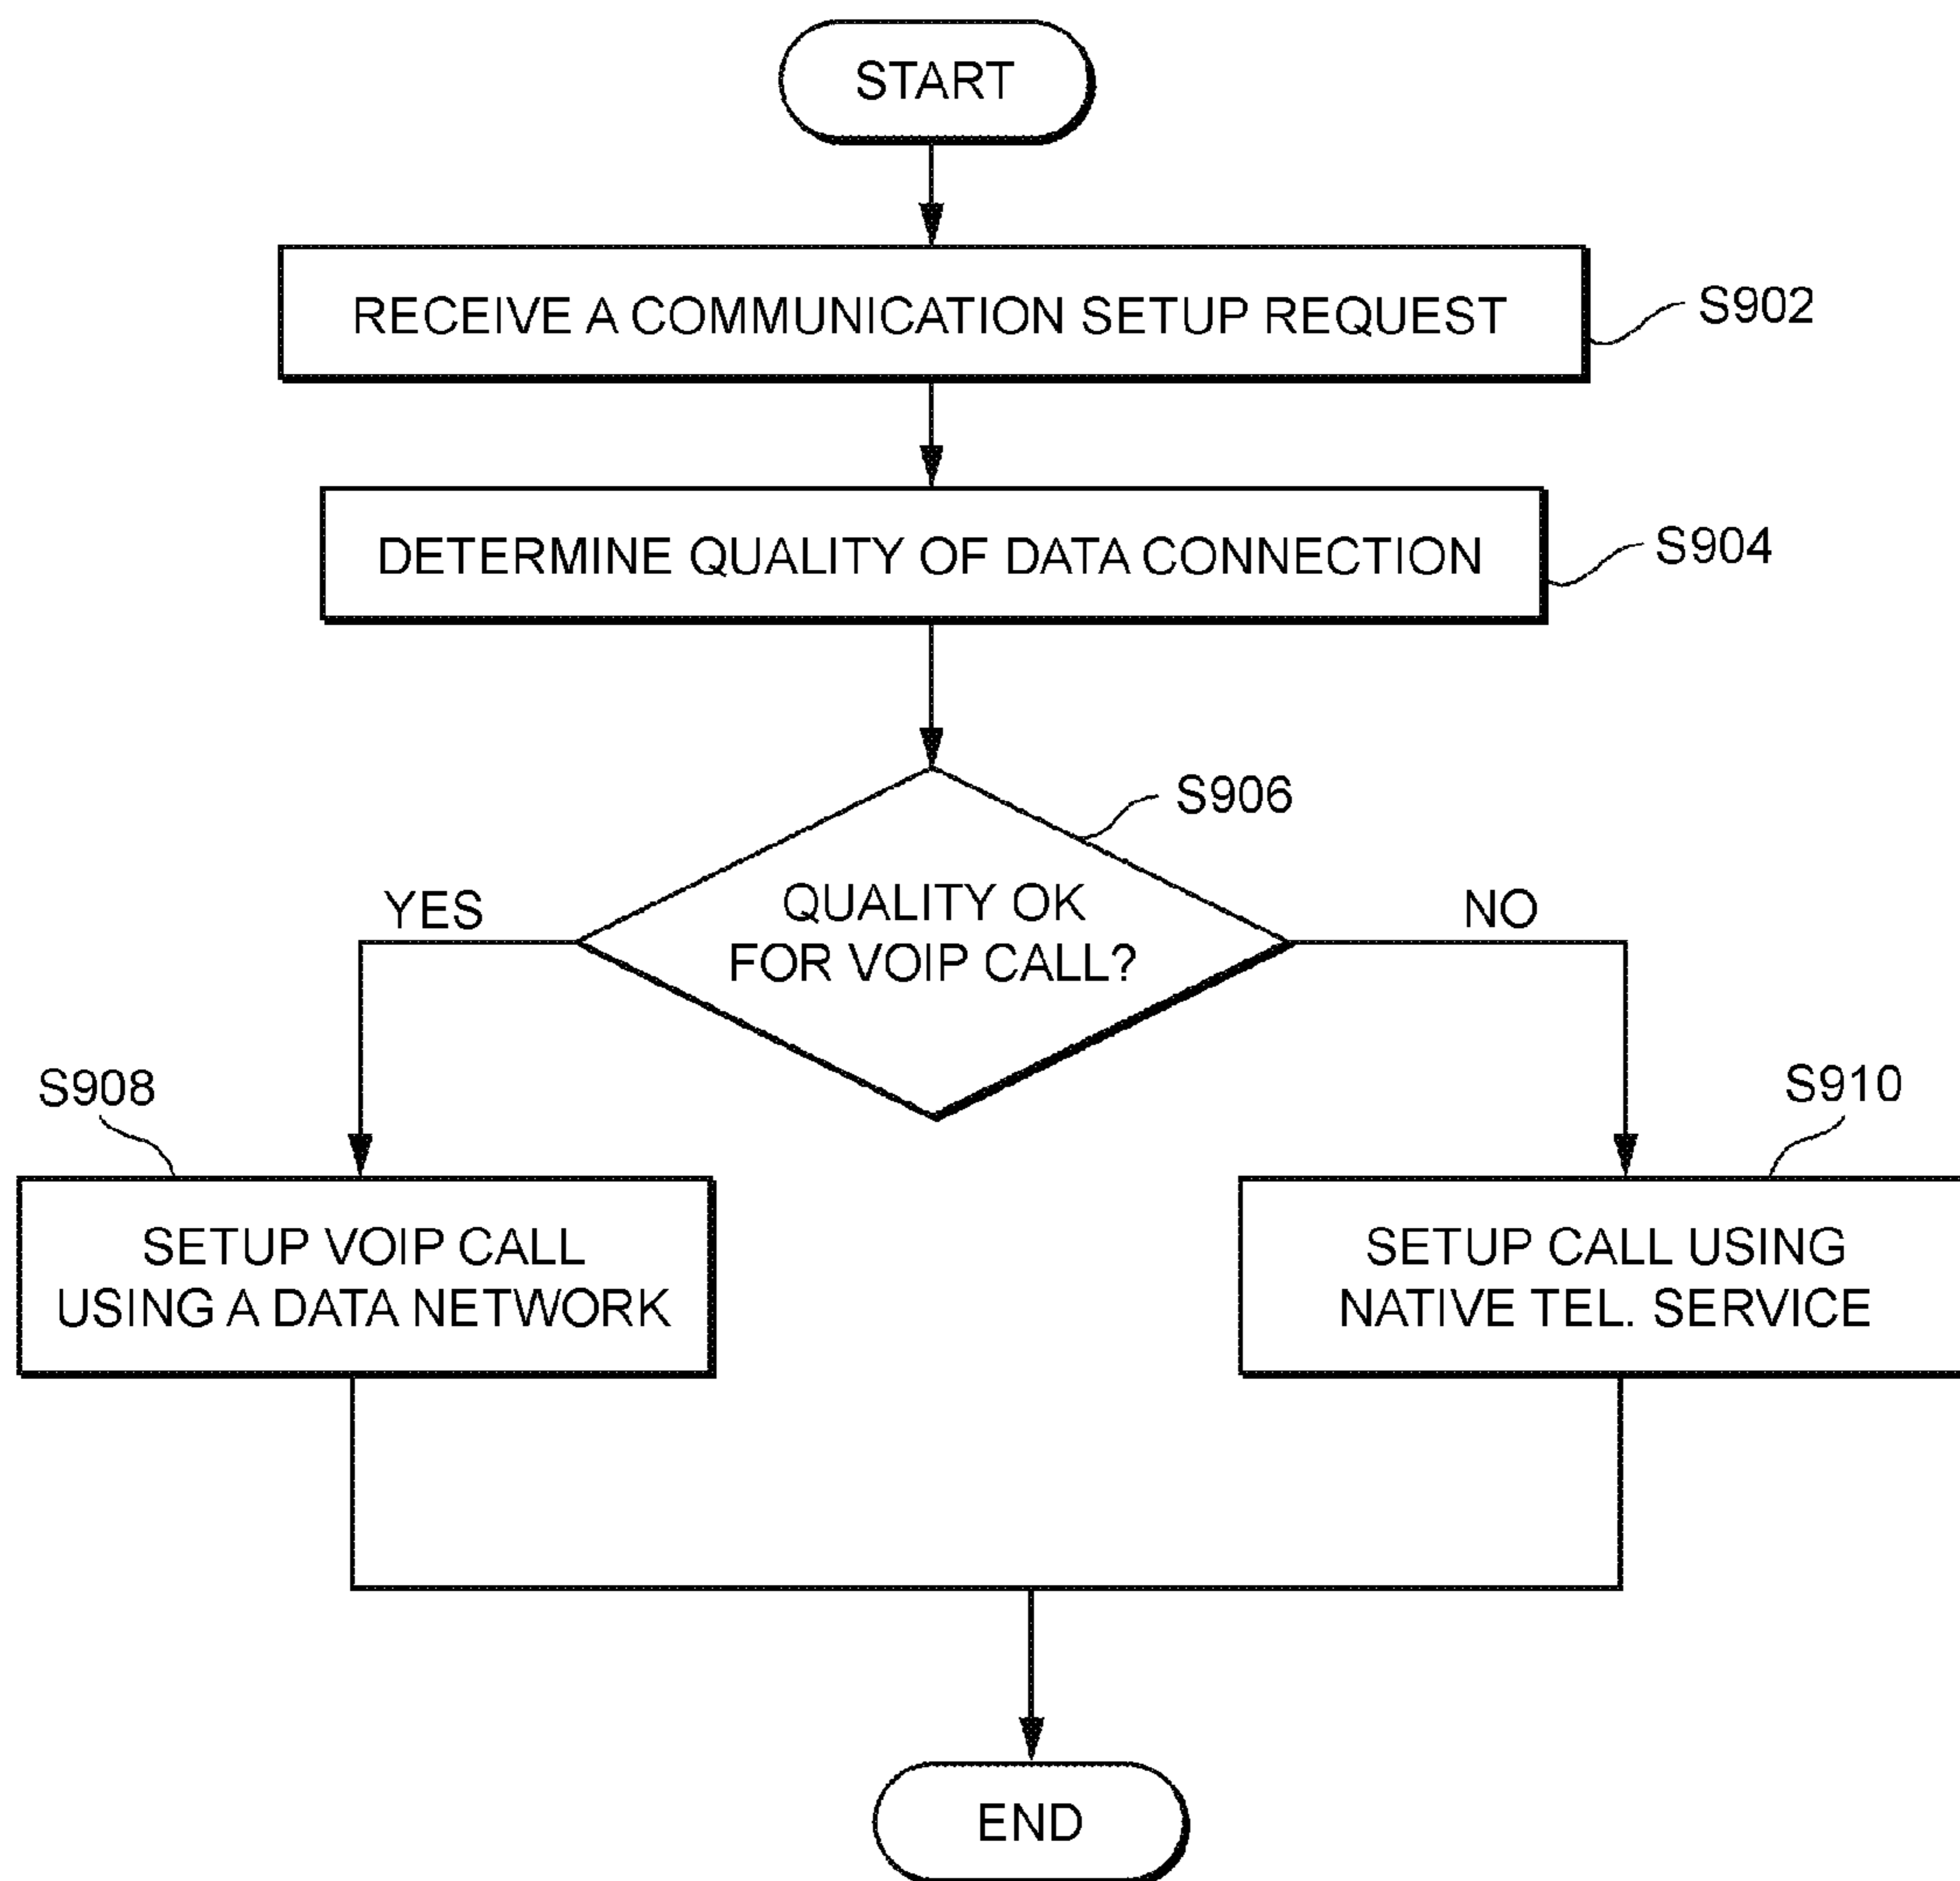 START
RECEIVE A COMMUNICATION SETUP REQUEST
S902
DETERMINE QUALITY OF DATA CONNECTION
S904
S906
QUALITY OK
FOR VOIP CALL?
YES
NO
S908
S910
SETUP VOIP CALL
USING A DATA NETWORK
SETUP CALL USING
NATIVE TEL. SERVICE
END